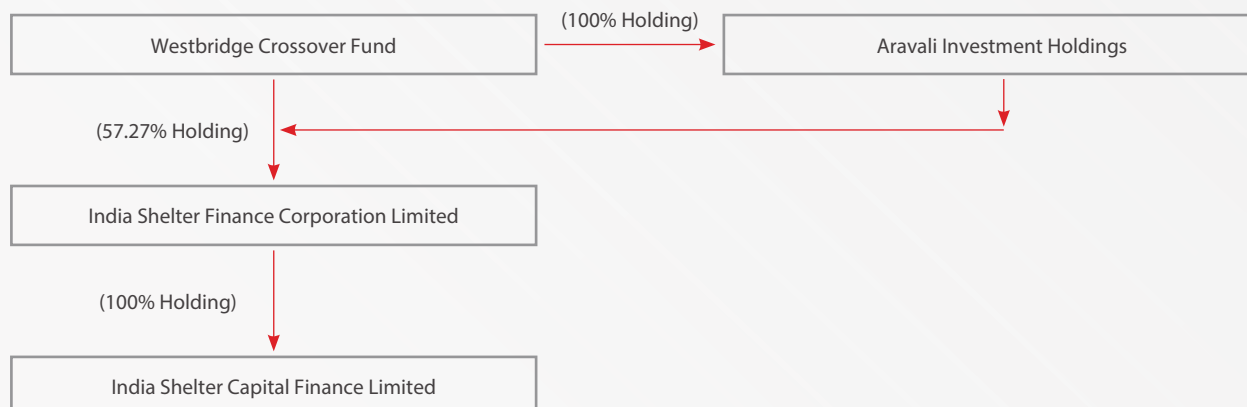 (100% Holding)
Westbridge Crossover Fund
Aravali Investment Holdings
(57.27% Holding)
India Shelter Finance Corporation Limited
(100% Holding)
India Shelter Capital Finance Limited